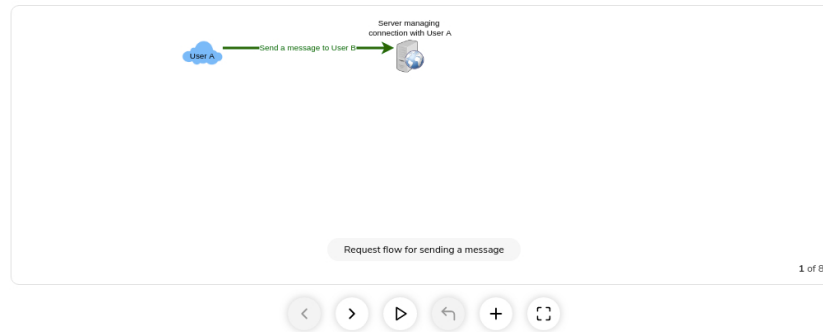 Server managing
connection with User A
User A
Send a message to User B
Request flow for sending a message
1 of 8